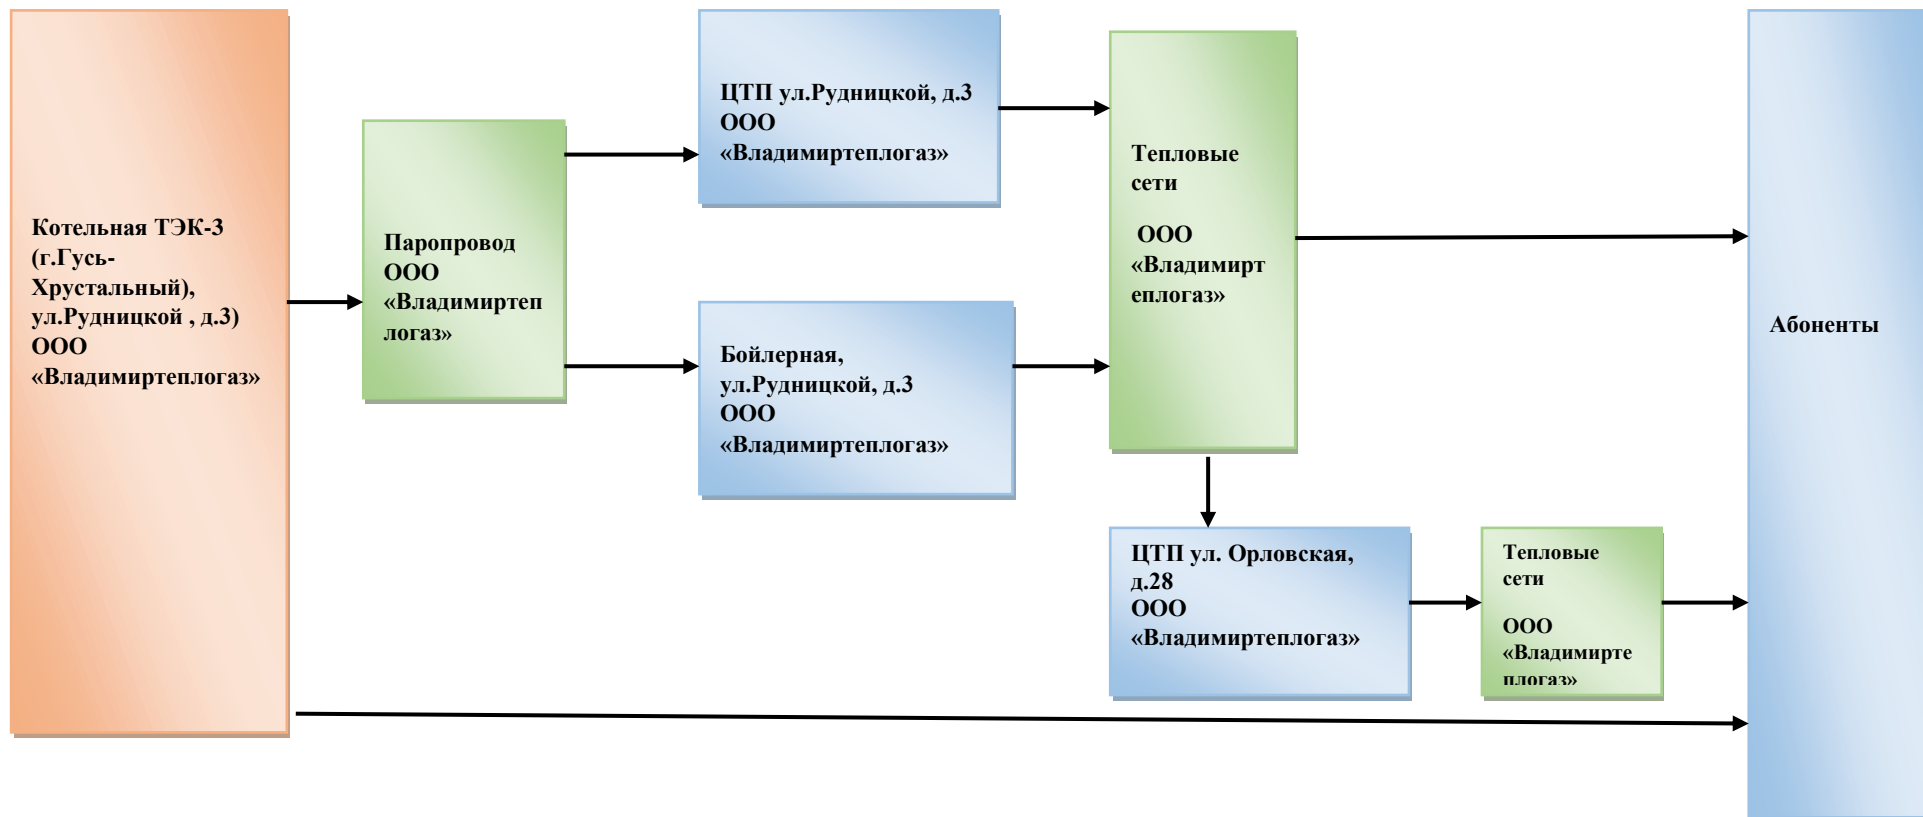 Котельная ТЭК-3
(г.Гусь-
Хрустальный),
ул.Рудницкой , д.3)
ООО
«Владимиртеплогаз»
Паропровод
ООО
«Владимиртеп
логаз»
ЦТП ул.Рудницкой, д.3
ООО
«Владимиртеплогаз»
Бойлерная,
ул.Рудницкой, д.3
ООО
«Владимиртеплогаз»
Тепловые
сети
ООО
«Владимирт
еплогаз»
ЦТП ул. Орловская,
д.28
ООО
«Владимиртеплогаз»
Тепловые
сети
ООО
«Владимирте
плогаз»
Абоненты